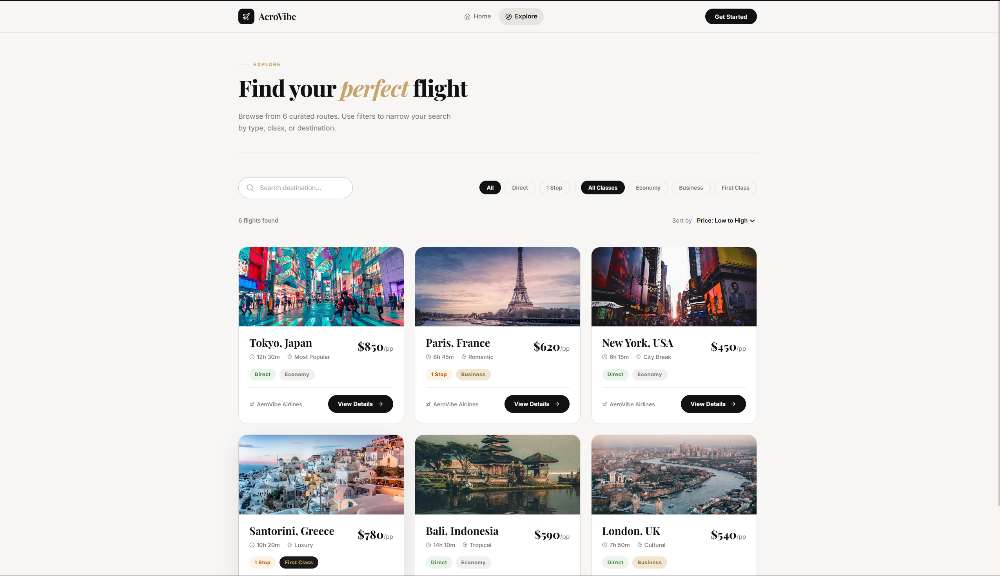 AeroVibe
Home
Explore
Get Started
EXPLORE
Find your perfect flight
Browse from 6 curated routes. Use filters to narrow your search
by type, class, or destination.
Search destination...
All
Direct
1 Stop
All Classes
Economy
Business
First Class
6 flights found
Sort by Price: Low to High
SEGA
zero
RXR
T.J.
Tokyo, Japan
$850/pp
12h 30m
Most Popular
Direct
Economy
AeroVibe Airlines
View Details
Paris, France
$620/pp
8h 45m
Romantic
1 Stop
Business
AeroVibe Airlines
View Details
New York, USA
$450/pp
6h 15m
City Break
Direct
Economy
AeroVibe Airlines
View Details
Santorini, Greece
$780/pp
10h 20m
Luxury
1 Stop
First Class
Bali, Indonesia
$590/pp
14h 10m
Tropical
Direct
Economy
London, UK
$540/pp
7h 50m
Cultural
Direct
Business